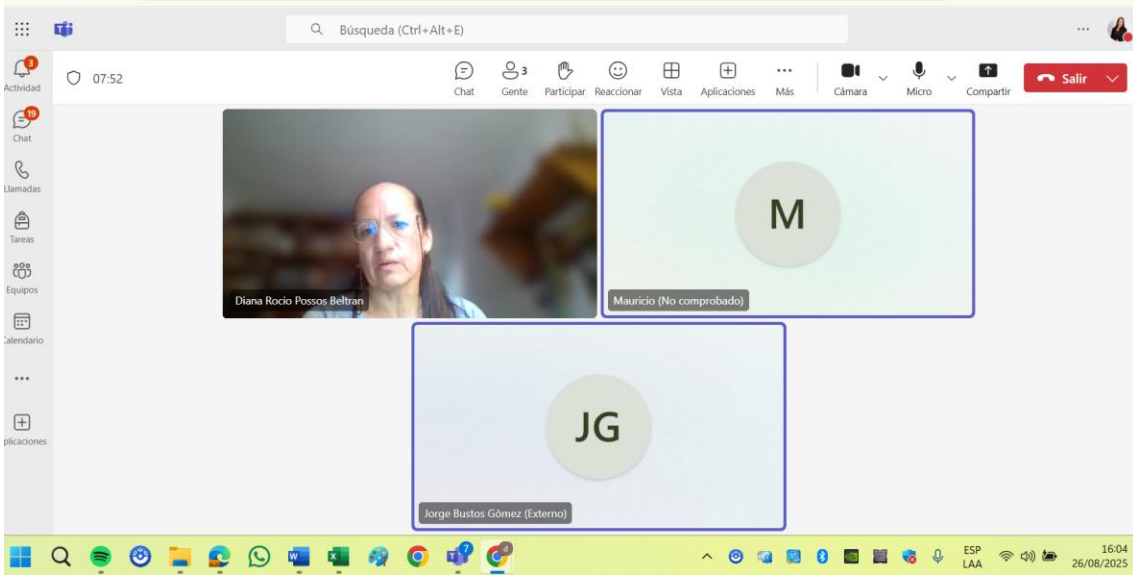 Búsqueda (Ctrl+Alt+E)
3
Actividad
07:52
3
Chat
Gente
Participar
Reaccionar
Vista
Aplicaciones
Más
Cámara
Micro
Compartir
Salir
19
Chat
Llamadas
Tareas
Equipos
Calendario
plicaciones
Diana Rocio Possos Beltran
M
Mauricio (No comprobado)
JG
Jorge Bustos Gómez (Externo)
7
d
ESP
LAA
16:04
26/08/2025